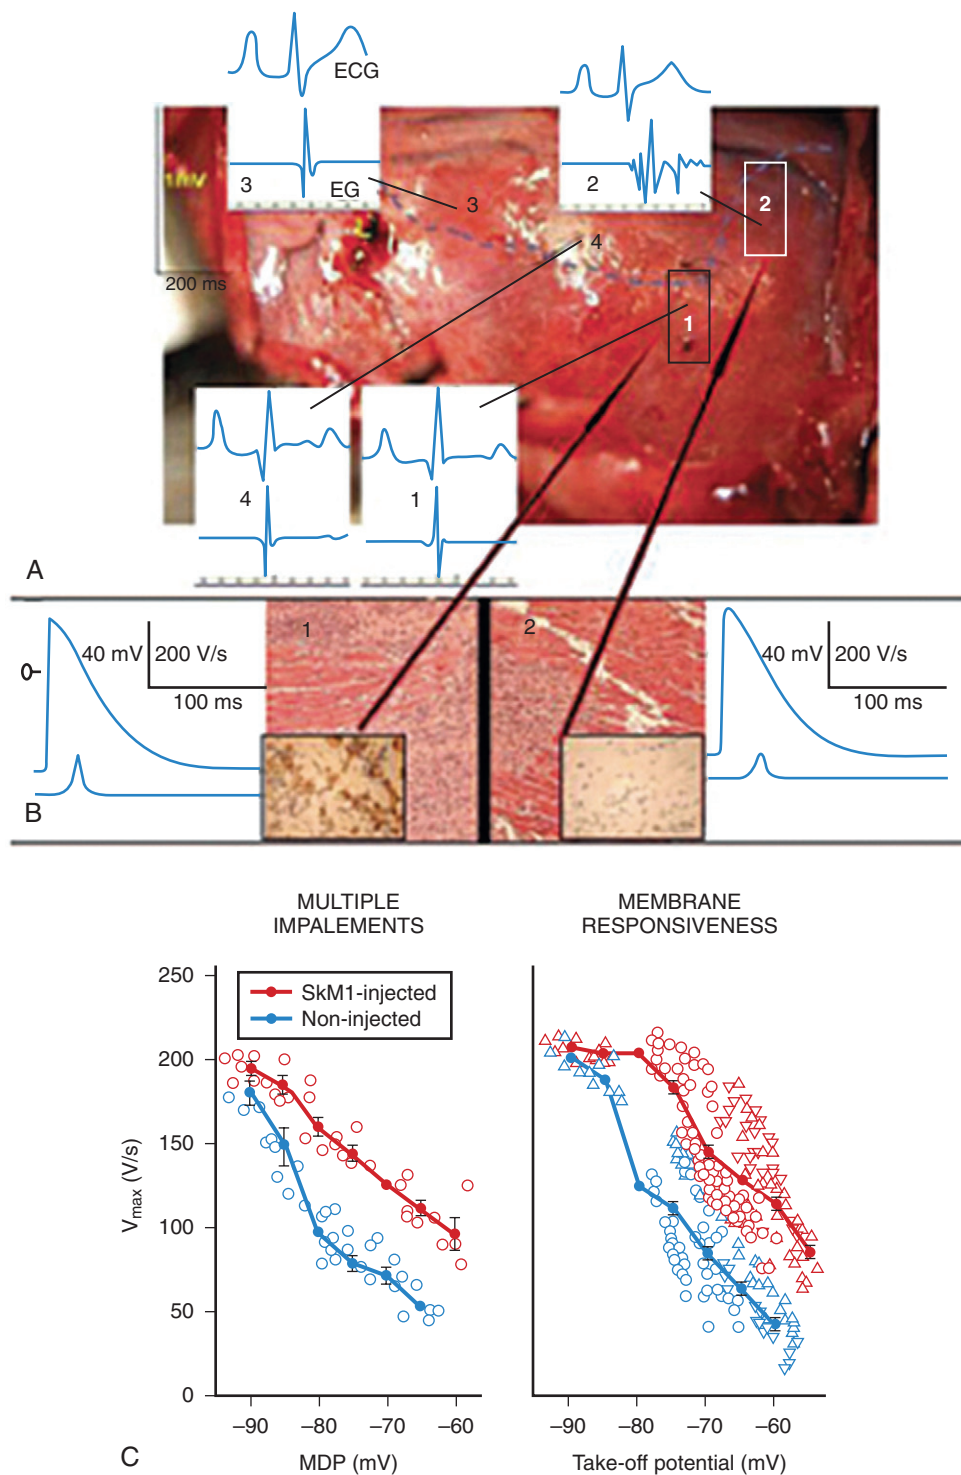 ECG
3
EG
2
1 mV
200 ms
3
4
2
1
4
1
A
40 mV
200 V/s
100 ms
1
2
40 mV
200 V/s
100 ms
B
MULTIPLE
IMPALEMENTS
MEMBRANE
RESPONSIVENESS
SkM1-injected
Non-injected
Vmax (V/s)
250
200
150
100
50
0
–90
–80
–70
–60
MDP (mV)
–90
–80
–70
–60
Take-off potential (mV)
C